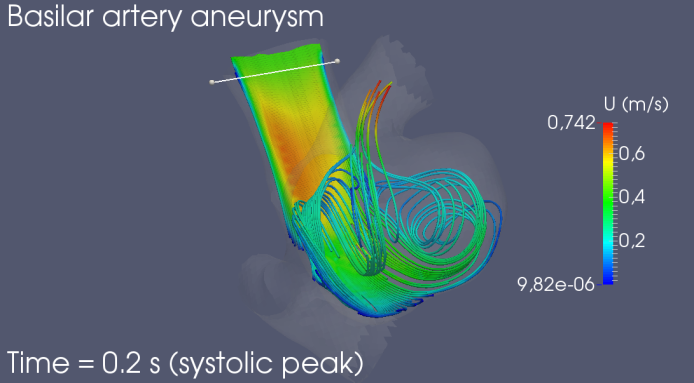 Basilar artery aneurysm
U (m/s)
0,742
0,6
0,4
0,2
9,82e-06
Time = 0.2 s (systolic peak)